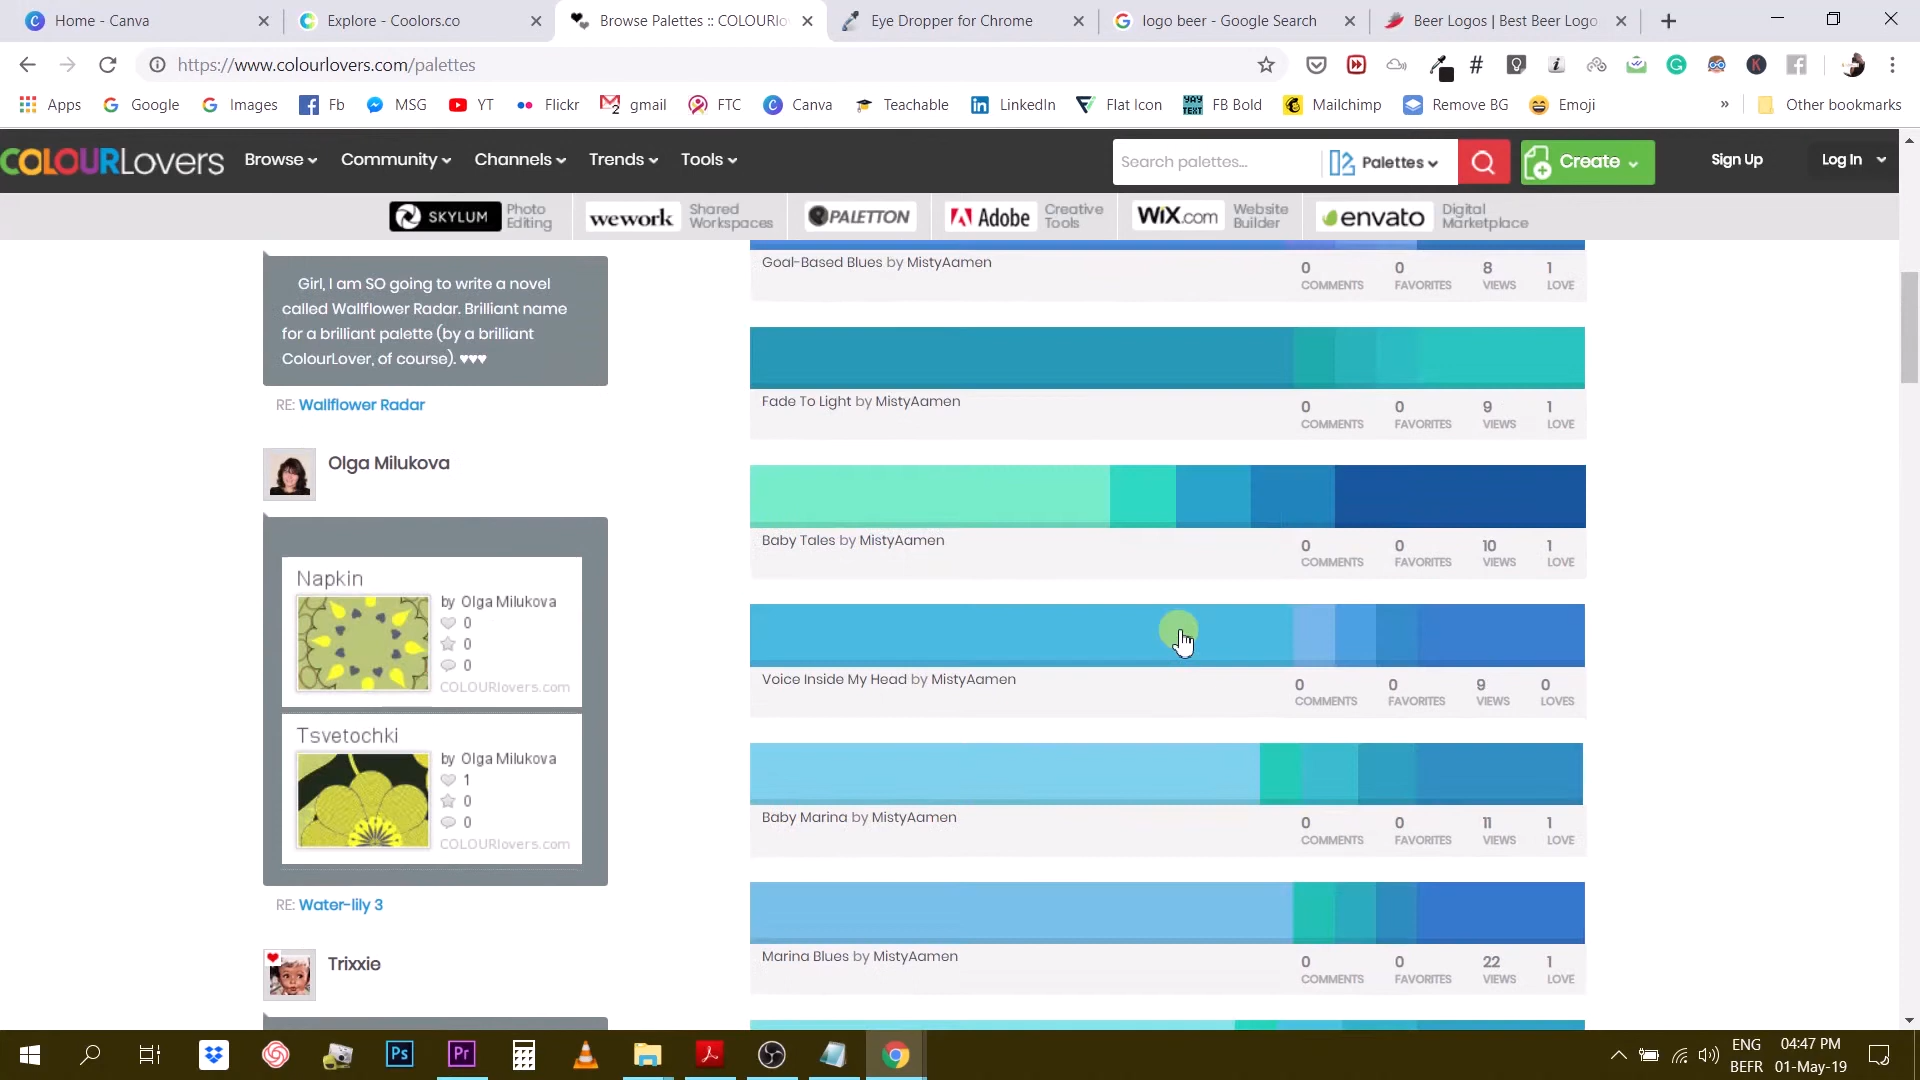 Home - Canva
Explore - Coolors.co
Browse Palettes :: COLOURlo
Eye Dropper for Chrome
logo beer - Google Search
Beer Logos | Best Beer Logo
https://www.colourlovers.com/palettes
Apps Google Images Fb MSG YT Flickr gmail FTC Canva Teachable LinkedIn Flat Icon FB Bold Mailchimp Remove BG Emoji » Other bookmarks
COLOURLovers Browse Community Channels Trends Tools
Search palettes... Palettes Create Sign Up Log In
SKYLUM Photo Editing
wework Shared Workspaces
PALETTON
Adobe Creative Tools
WiX.com Website Builder
envato Digital Marketplace
Girl, I am SO going to write a novel
called Wallflower Radar. Brilliant name
for a brilliant palette (by a brilliant
ColourLover, of course). ♥♥♥
RE: Wallflower Radar
Olga Milukova
Napkin
by Olga Milukova
0
0
0
COLOURlovers.com
Tsvetochki
by Olga Milukova
1
0
0
COLOURlovers.com
RE: Water-lily 3
Trixxie
Goal-Based Blues by MistyAamen
0 0 8 1
COMMENTS FAVORITES VIEWS LOVE
Fade To Light by MistyAamen
0 0 9 1
COMMENTS FAVORITES VIEWS LOVE
Baby Tales by MistyAamen
0 0 10 1
COMMENTS FAVORITES VIEWS LOVE
Voice Inside My Head by MistyAamen
0 0 9 0
COMMENTS FAVORITES VIEWS LOVES
Baby Marina by MistyAamen
0 0 11 1
COMMENTS FAVORITES VIEWS LOVE
Marina Blues by MistyAamen
0 0 22 1
COMMENTS FAVORITES VIEWS LOVE
Ps Pr
ENG 04:47 PM
BEFR 01-May-19